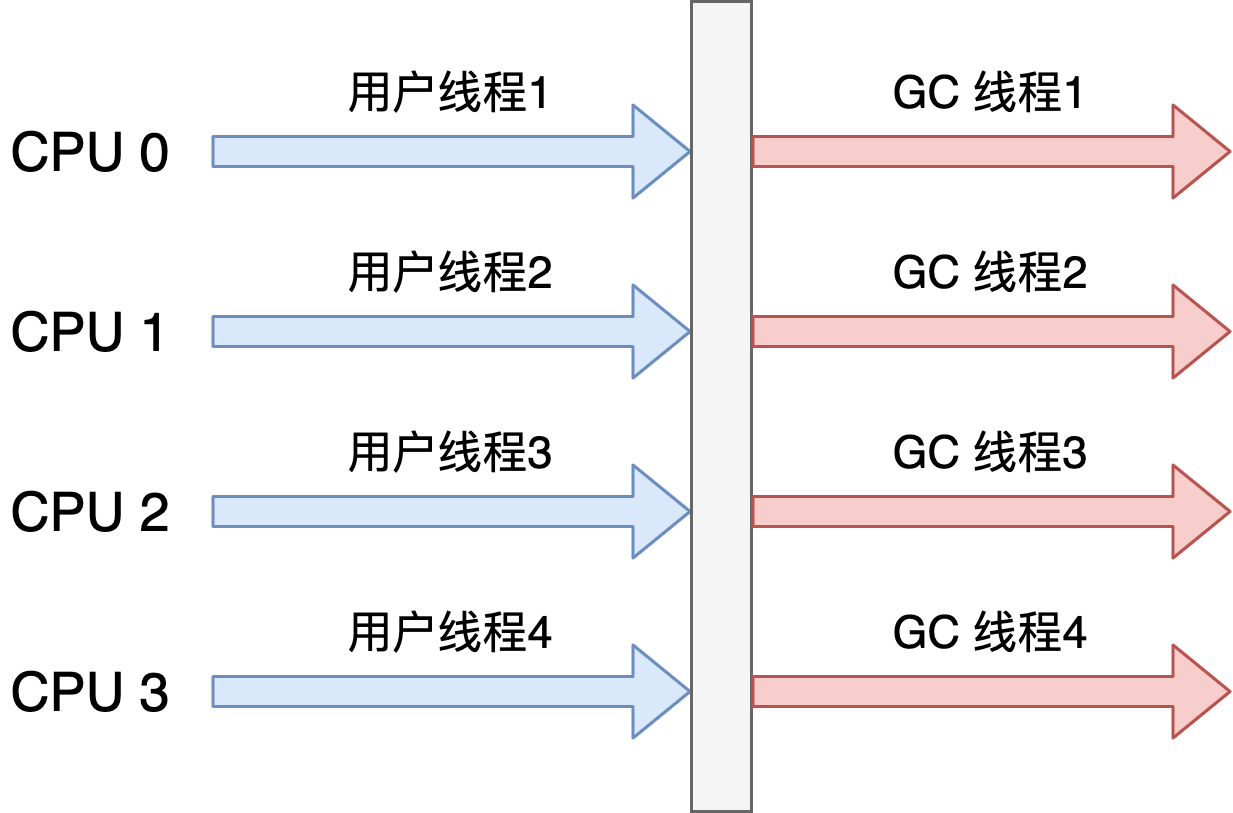 用户线程1
GC 线程1
CPU 0
用户线程2
GC 线程2
CPU 1
用户线程3
GC 线程3
CPU 2
用户线程4
GC 线程4
CPU 3